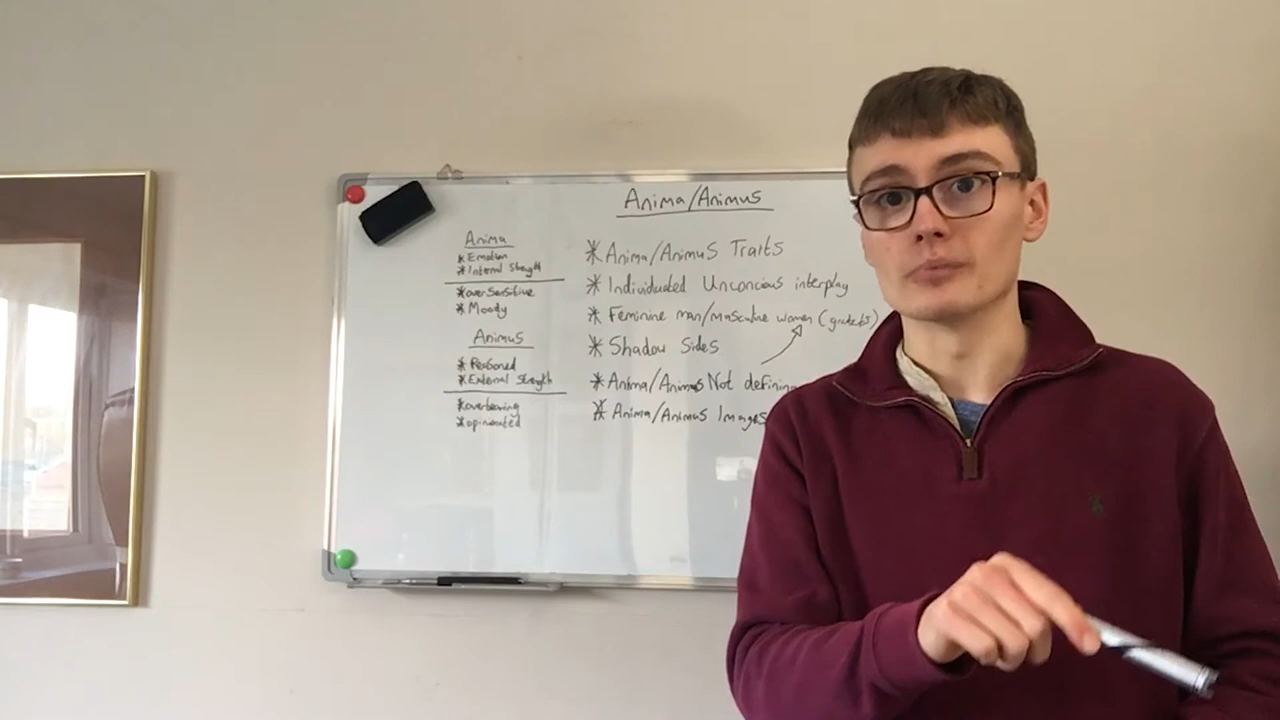 Anima/Animus
Anima
* Emotion
* Internal Strength
* oversensitive
* Moody
Animus
* Reasoned
* External Strength
* overbearing
* opinionated
* Anima/Animus Traits
* Individuated Unconcious interplay
* Feminine man/masculine women
* Shadow Sides
* Anima/Animus Not defining
* Anima/Animus Images